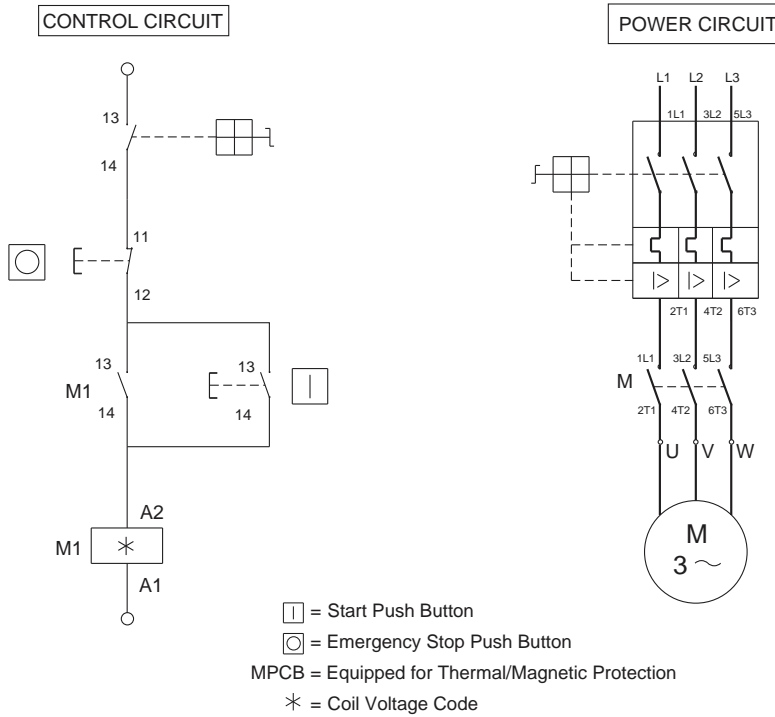 CONTROL CIRCUIT
13
14
11
12
13
M1
14
13
14
A2
M1
A1
POWER CIRCUIT
L1 L2 L3
1L1 3L2 5L3
2T1 4T2 6T3
1L1 3L2 5L3
M
2T1 4T2 6T3
U V W
M
3 ~
= Start Push Button
= Emergency Stop Push Button
MPCB = Equipped for Thermal/Magnetic Protection
= Coil Voltage Code